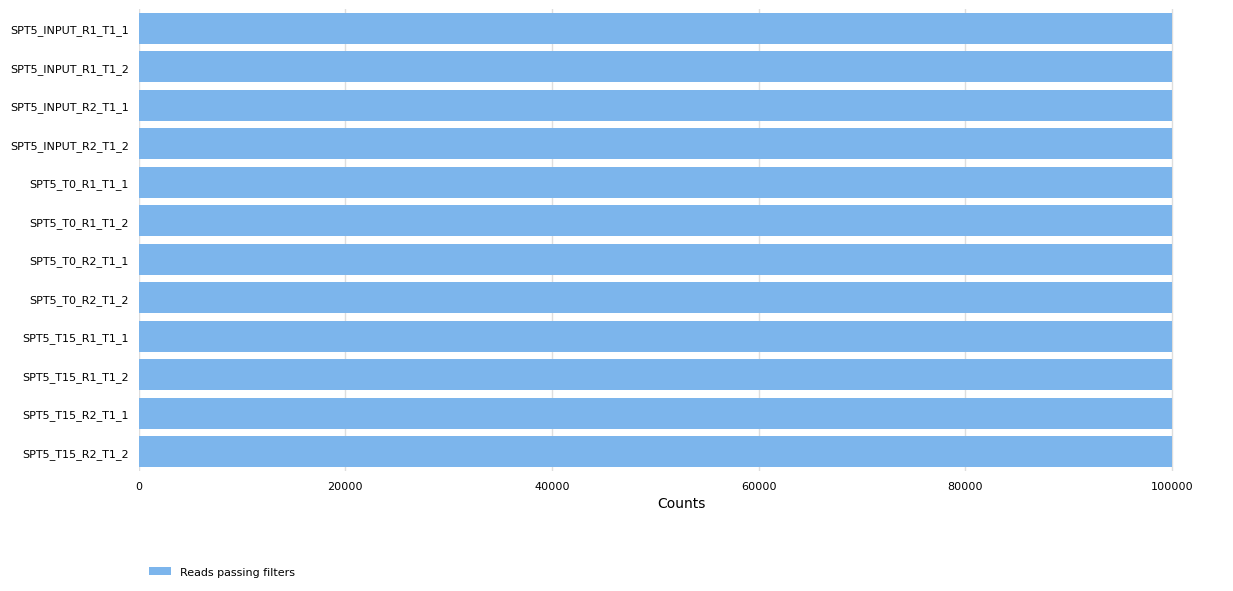 SPT5_INPUT_R1_T1_1
SPT5_INPUT_R1_T1_2
SPT5_INPUT_R2_T1_1
SPT5_INPUT_R2_T1_2
SPT5_T0_R1_T1_1
SPT5_T0_R1_T1_2
SPT5_T0_R2_T1_1
SPT5_T0_R2_T1_2
SPT5_T15_R1_T1_1
SPT5_T15_R1_T1_2
SPT5_T15_R2_T1_1
SPT5_T15_R2_T1_2
0 20000 40000 60000 80000 100000
Counts
Reads passing filters